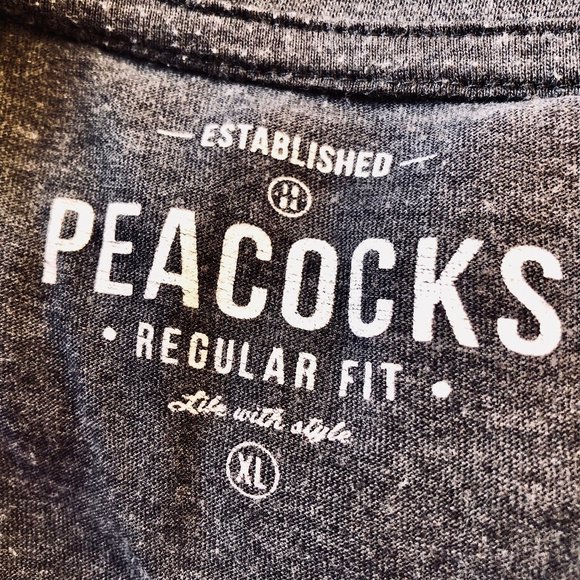 — ESTABLISHED —
PEACOCKS
• REGULAR FIT •
Life with style
XL